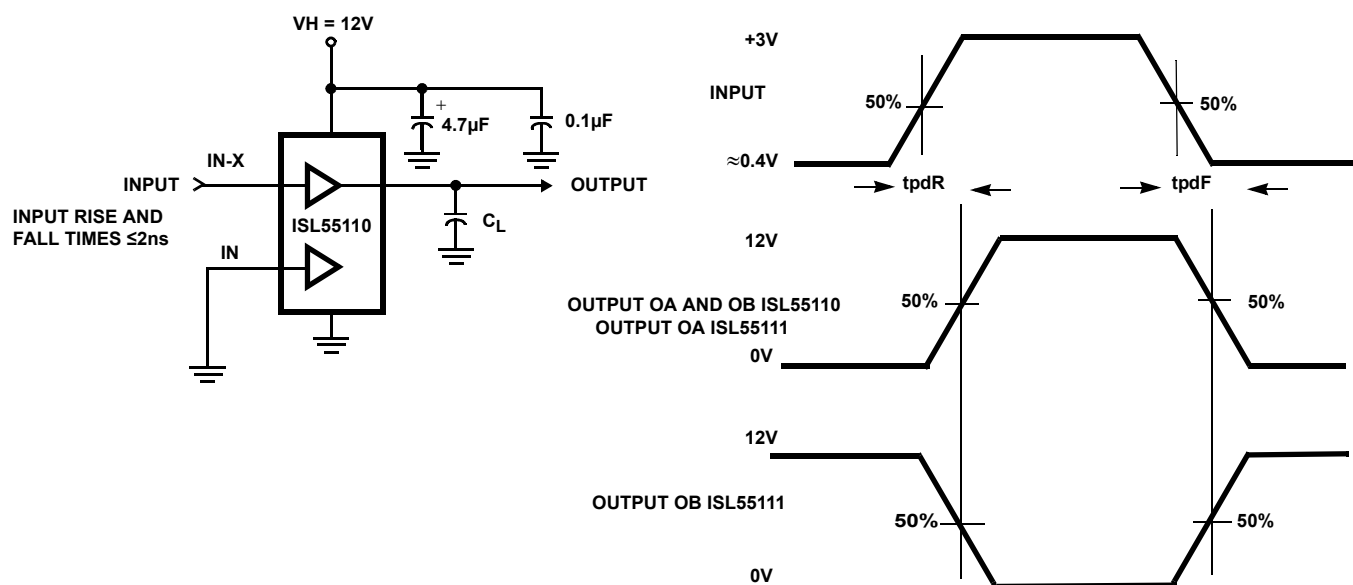 VH = 12V
+
4.7µF
0.1µF
IN-X
INPUT
OUTPUT
INPUT RISE AND
FALL TIMES ≤2ns
ISL55110
CL
IN
+3V
INPUT
50%
50%
≈0.4V
tpdR
tpdF
12V
OUTPUT OA AND OB ISL55110
OUTPUT OA ISL55111
50%
50%
0V
12V
OUTPUT OB ISL55111
50%
50%
0V